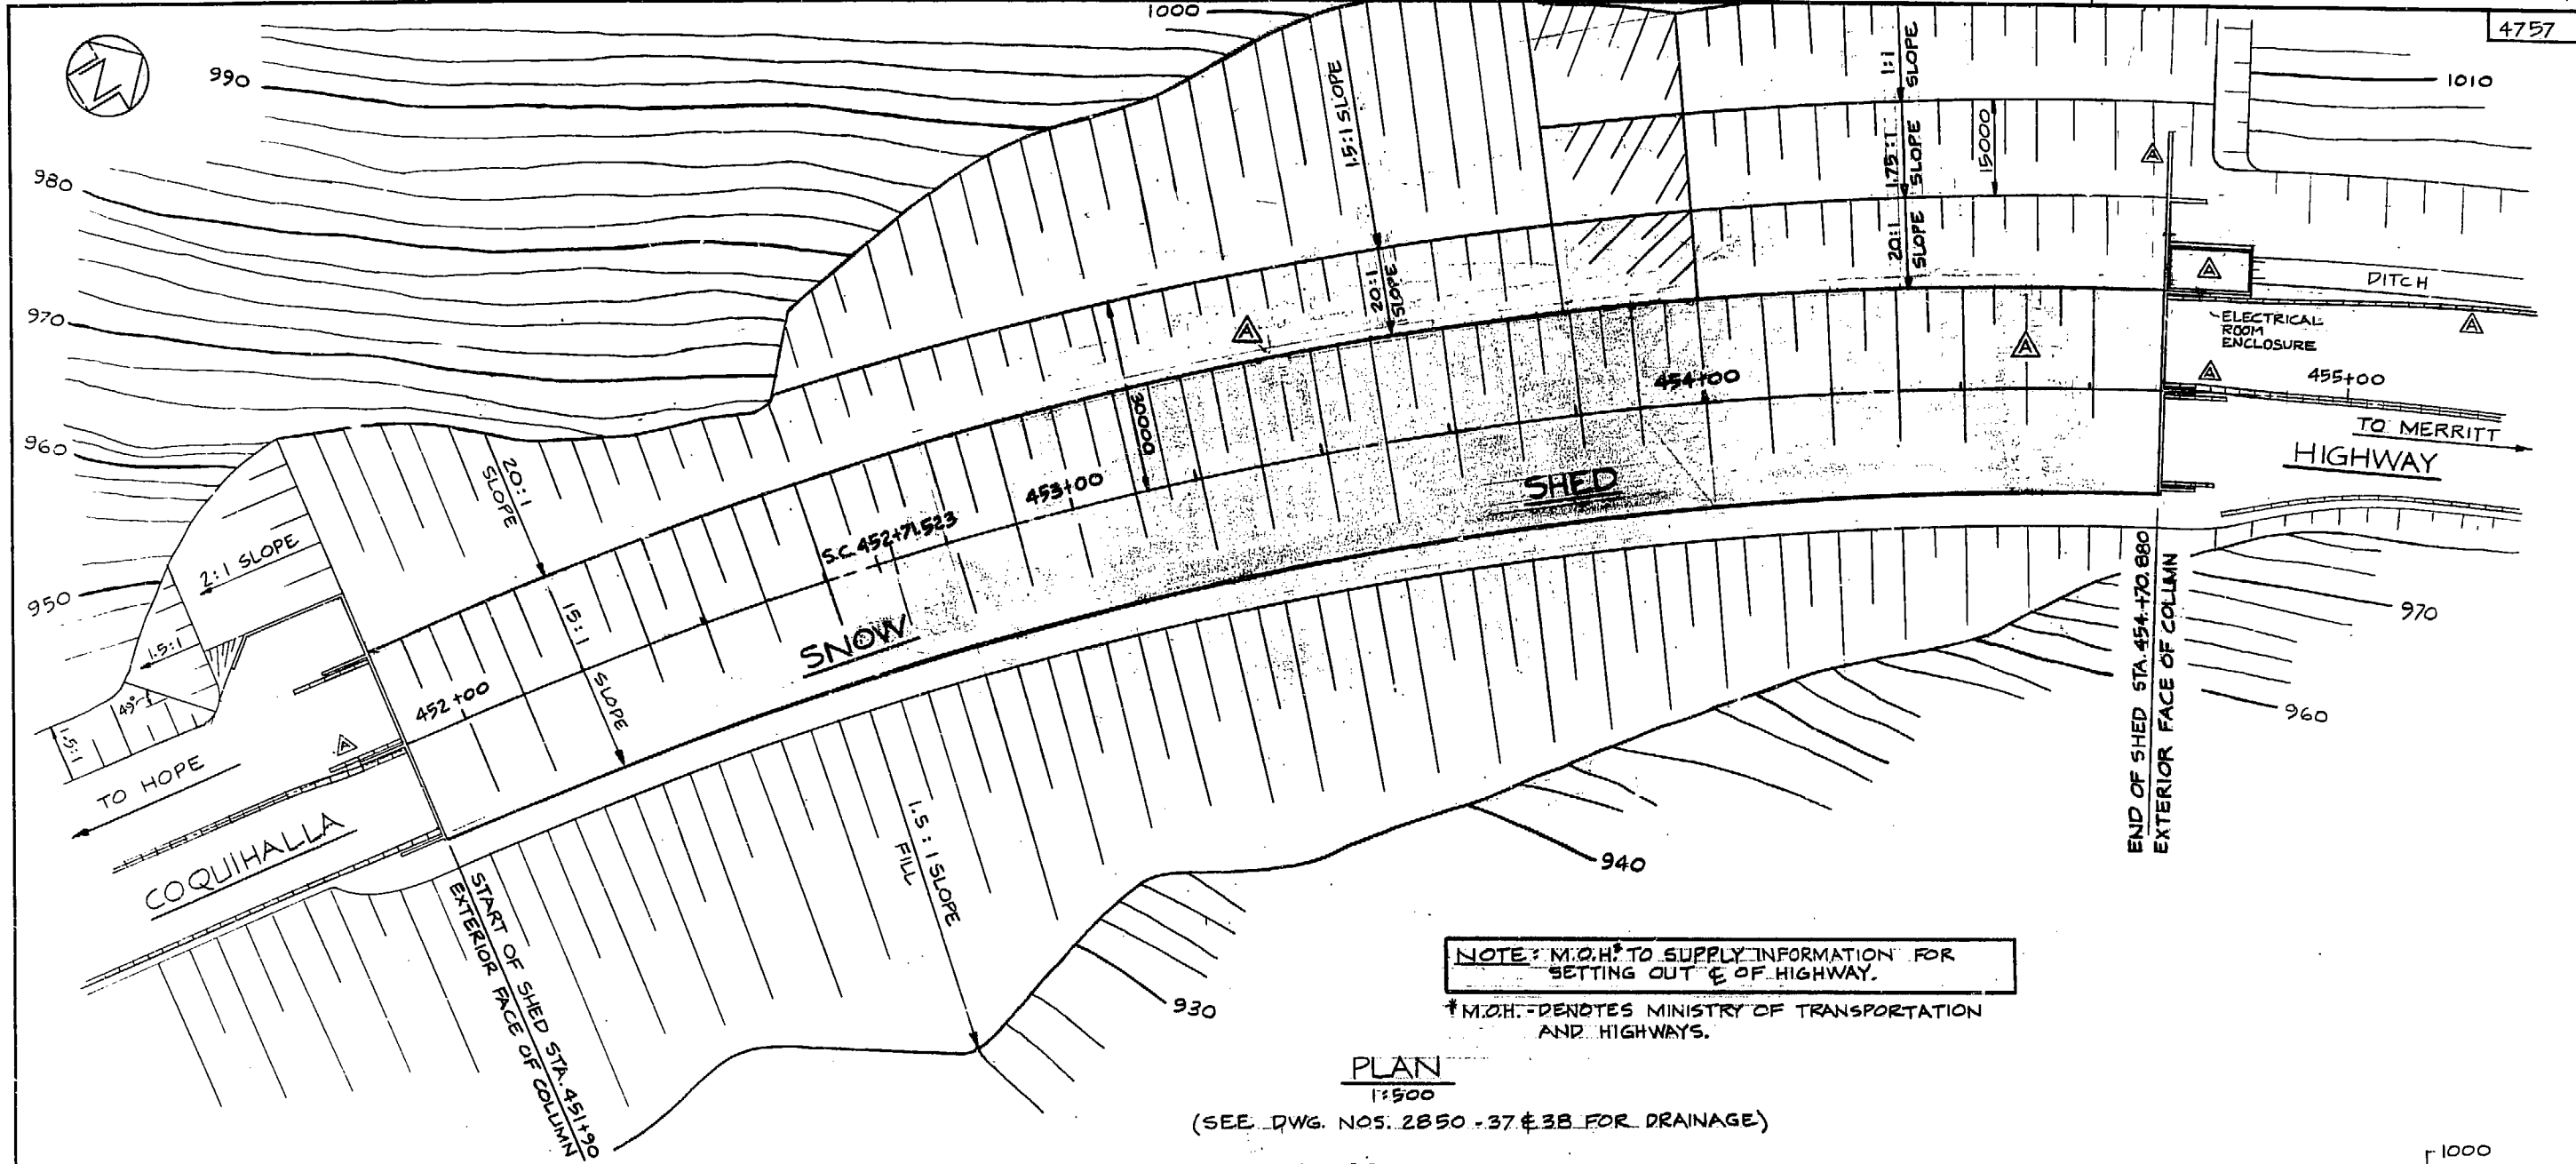 4757
N
1000
990
980
970
960
950
1010
1.5:1 SLOPE
1:1 SLOPE
1.75:1 SLOPE
15000
20:1 SLOPE
20:1
SLOPE
A
A
A
DITCH
ELECTRICAL
ROOM
ENCLOSURE
A
A
A
455+00
TO MERRITT
HIGHWAY
30000
454+00
453+00
S.C. 452+71.523
SHED
SNOW
20:1
SLOPE
15:1
SLOPE
2:1 SLOPE
1.5:1
49°
1.5:1
452+00
A
TO HOPE
COQUIHALLA
START OF SHED STA. 451+90
EXTERIOR FACE OF COLUMN
1.5:1 SLOPE
FILL
END OF SHED STA. 454+70.880
EXTERIOR FACE OF COLUMN
970
960
940
930
NOTE: M.O.H.* TO SUPPLY INFORMATION FOR
SETTING OUT ℄ OF HIGHWAY.
* M.O.H. - DENOTES MINISTRY OF TRANSPORTATION
AND HIGHWAYS.
PLAN
1:500
(SEE DWG. NOS. 2850-37 & 38 FOR DRAINAGE)
1000